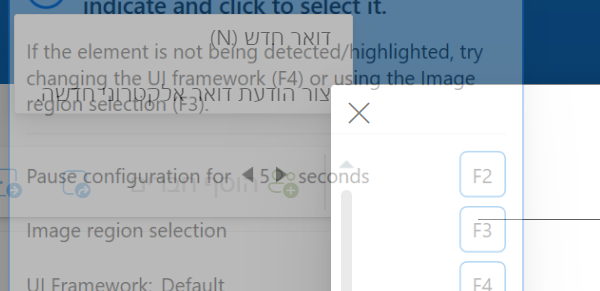 indicate and click to select it.
דואר חדש (N)
If the element is not being detected/highlighted, try
changing the UI framework (F4) or using the Image
צור הודעת דואר אלקטרוני חדשה.
region selection (F3).
Pause configuration for 5 seconds F2
הוסף חברים
Image region selection F3
UI Framework: Default F4